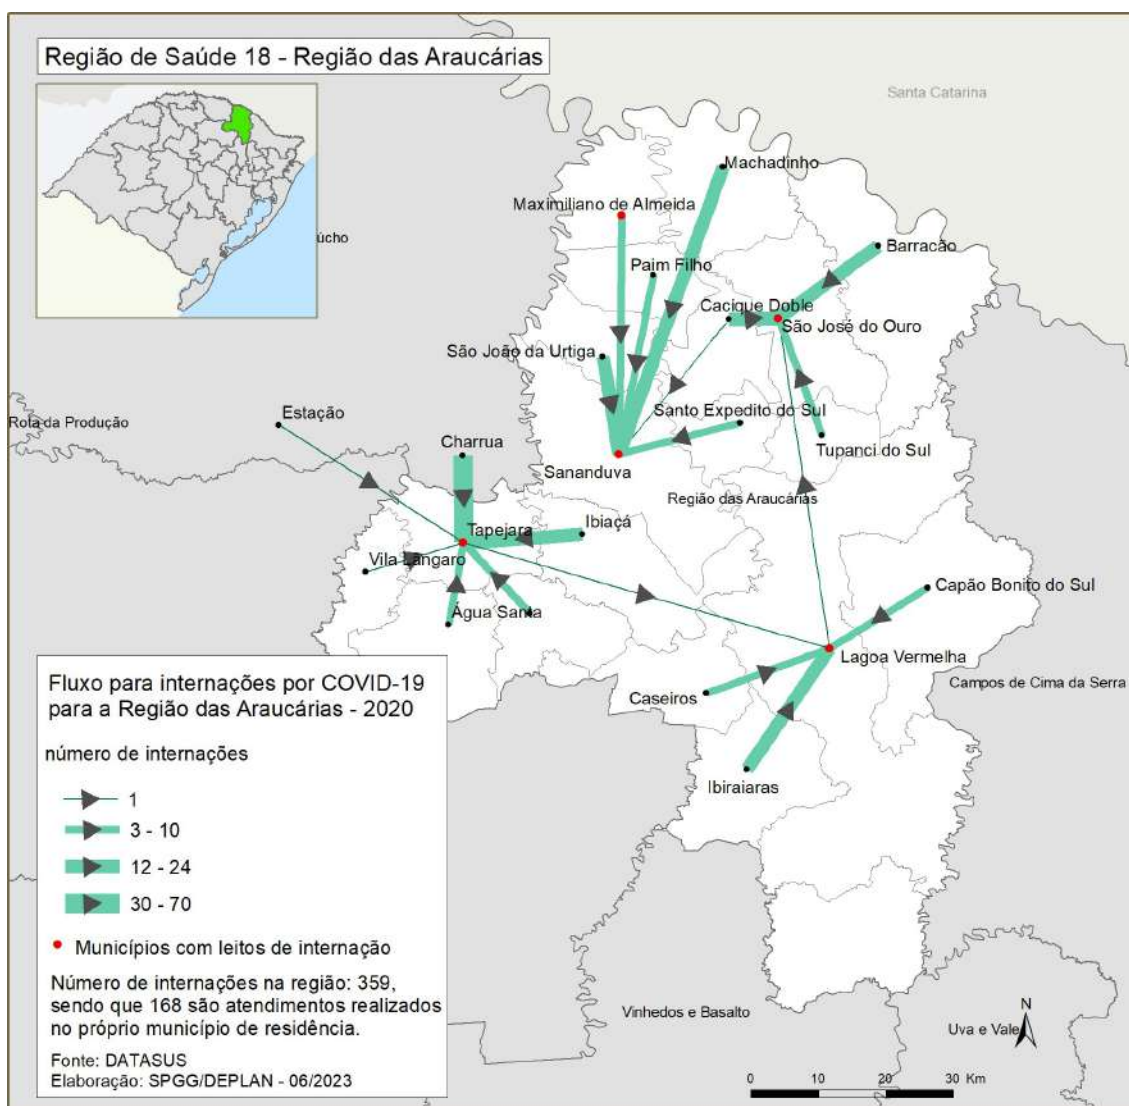 Região de Saúde 18 - Região das Araucárias
Santa Catarina
Machadinho
Maximiliano de Almeida
úcho
Barracão
Paim Filho
Cacique Doble
São José do Ouro
São João da Urtiga
Estação
Santo Expedito do Sul
Rota da Produção
Charrua
Tupanci do Sul
Sananduva
Região das Araucárias
Ibiaçá
Tapejara
Vila Lângaro
Capão Bonito do Sul
Água Santa
Lagoa Vermelha
Campos de Cima da Serra
Caseiros
Ibiraiaras
Fluxo para internações por COVID-19
para a Região das Araucárias - 2020
número de internações
1
3 - 10
12 - 24
30 - 70
Municípios com leitos de internação
Número de internações na região: 359,
sendo que 168 são atendimentos realizados
no próprio município de residência.
Fonte: DATASUS
Elaboração: SPGG/DEPLAN - 06/2023
Vinhedos e Basalto
N
Uva e Vale
0 10 20 30 Km